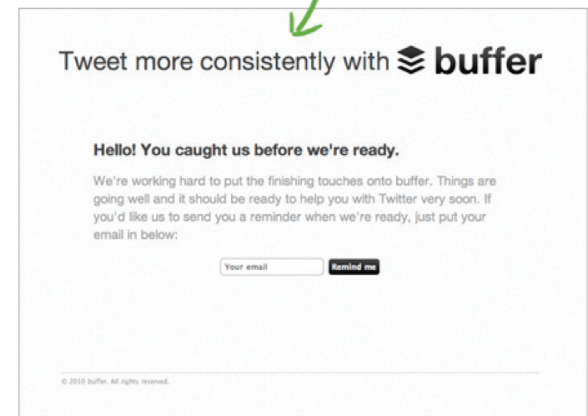 Tweet more consistently with buffer
Hello! You caught us before we're ready.
We're working hard to put the finishing touches onto buffer. Things are
going well and it should be ready to help you with Twitter very soon. If
you'd like us to send you a reminder when we're ready, just put your
email in below:
Your email Remind me
© 2010 buffer. All rights reserved.